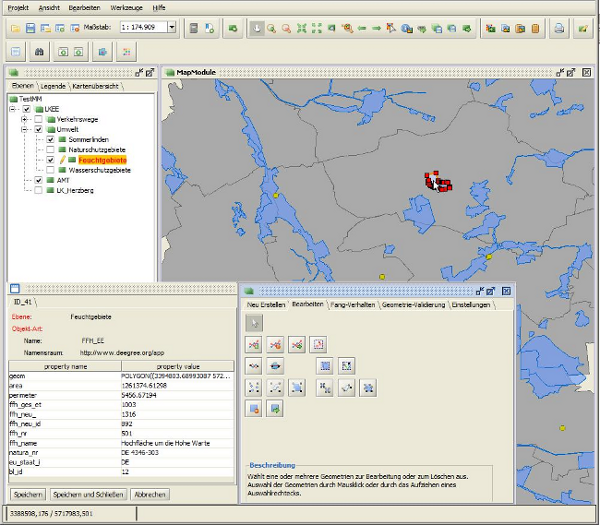 Projekt Ansicht Bearbeiten Werkzeuge Hilfe
Maßstab: 1: 174.909
MapModule
Ebenen Legende Kartenübersicht
TestMM
LKEE
Verkehrswege
Umwelt
Sommerlinden
Naturschutzgebiete
Feuchtgebiete
Wasserschutzgebiete
AMT
LK_Herzberg
ID_41
Ebene: Feuchtgebiete
Objekt-Art:
Name: FFH_EE
Namensraum: http://www.deegree.org/app
property name property value
geom POLYGON((3394803.68993087 572...
area 1261374.61298
perimeter 5456.67194
ffh_ges_et 1003
ffh_neu_ 1316
ffh_neu_id 892
ffh_nr 501
ffh_name Hochfläche um die Hohe Warte
natura_nr DE 4346-303
eu_staat_i DE
bl_id 12
Speichern Speichern und Schließen Abbrechen
Neu Erstellen Bearbeiten Fang-Verhalten Geometrie-Validierung Einstellungen
Beschreibung
Wählt eine oder mehrere Geometrien zur Bearbeitung oder zum Löschen aus.
Auswahl der Geometrien durch Mausklick oder durch das Aufziehen eines
Auswahlrechtecks.
3388598,176 / 5717983,501